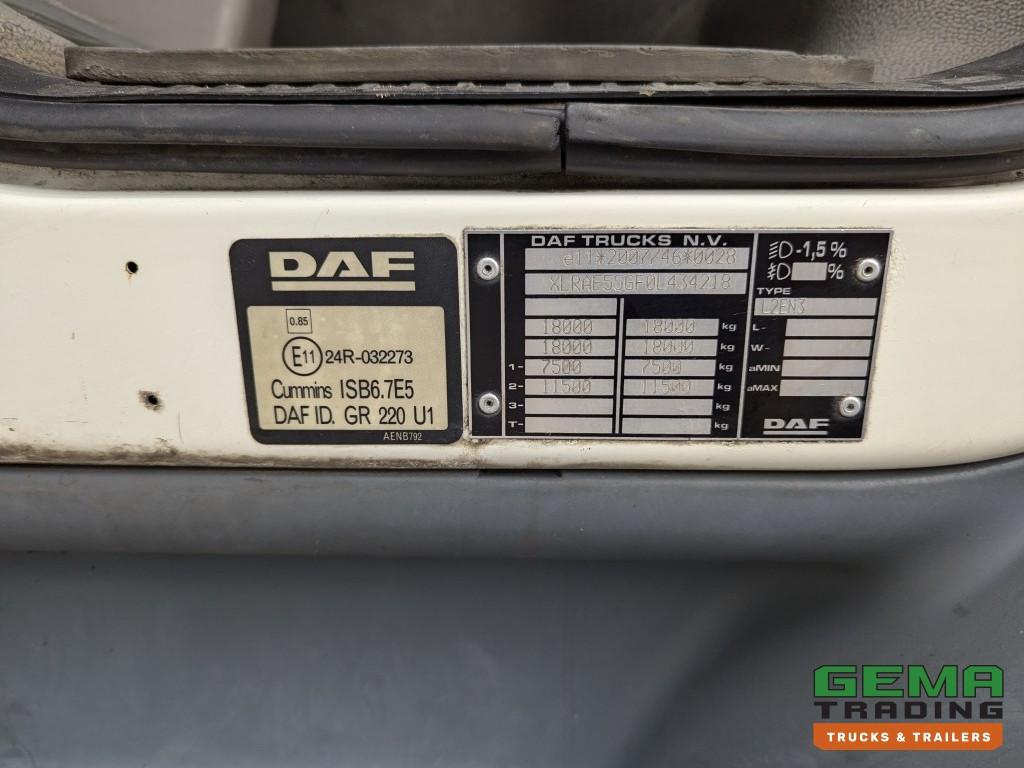 DAF
0.85
E11 24R-032273
Cummins ISB6.7E5
DAF ID. GR 220 U1
AENB792
DAF TRUCKS N.V.
e11*2007/46*0028
XLRAE55GF0L434218
18000 18000 kg
18000 18000 kg
1- 7500 7500 kg
2- 11500 11500 kg
3- kg
T- kg
-1,5%
%
TYPE
L2EN3
L-
W-
aMIN
aMAX
DAF
GEMA
TRADING
TRUCKS & TRAILERS